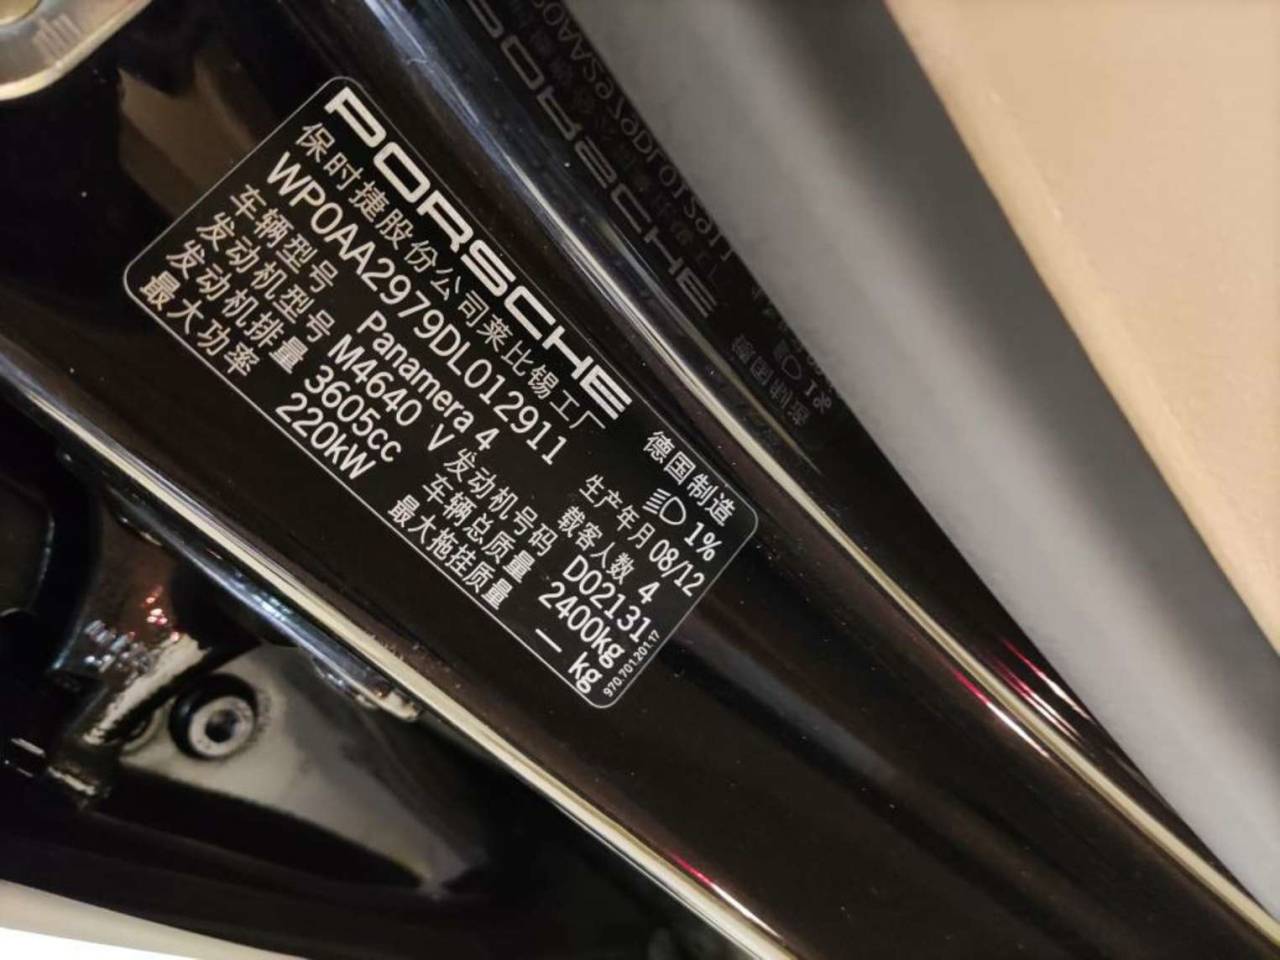 PORSCHE
保时捷股份公司莱比锡工厂 德国制造
WP0AA2979DL012911 1%
车辆型号 Panamera 4 生产年月 08/12
发动机型号 M4640 V 载客人数 4
发动机排量 3605cc 发动机号码 D02131
最大功率 220kW 车辆总质量 2400kg
最大拖挂质量 — kg
970.701.201.17